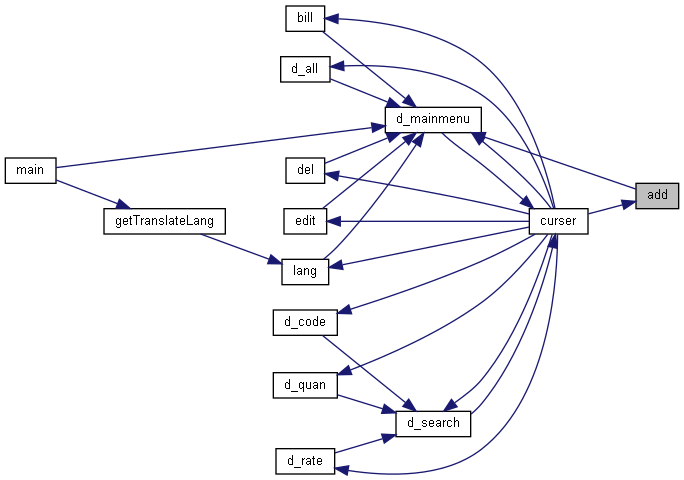 bill
d_all
d_mainmenu
main
del
add
getTranslateLang
edit
curser
lang
d_code
d_quan
d_search
d_rate